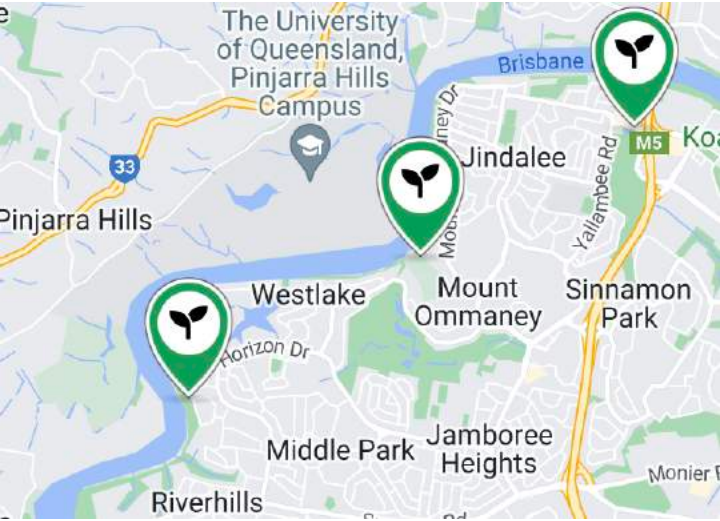 The University
of Queensland,
Pinjarra Hills
Campus
Brisbane
M5
33
Jindalee
Yallambee Rd
Pinjarra Hills
Westlake
Mount
Ommaney
Sinnamon
Park
Horizon Dr
Middle Park
Jamboree
Heights
Monier
Riverhills
Rd